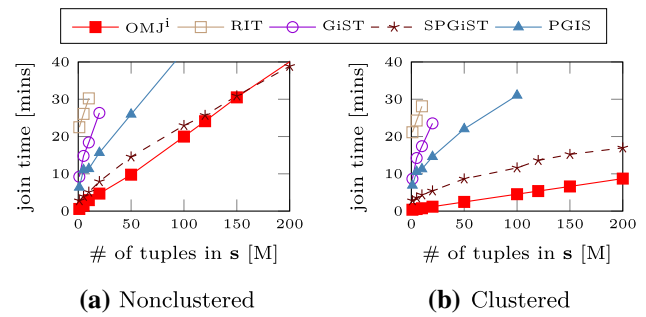 OMJⁱ RIT GiST SPGiST PGIS
join time [mins]
40
30
20
10
0
0 50 100 150 200
# of tuples in s [M]
(a) Nonclustered
join time [mins]
40
30
20
10
0
0 50 100 150 200
# of tuples in s [M]
(b) Clustered